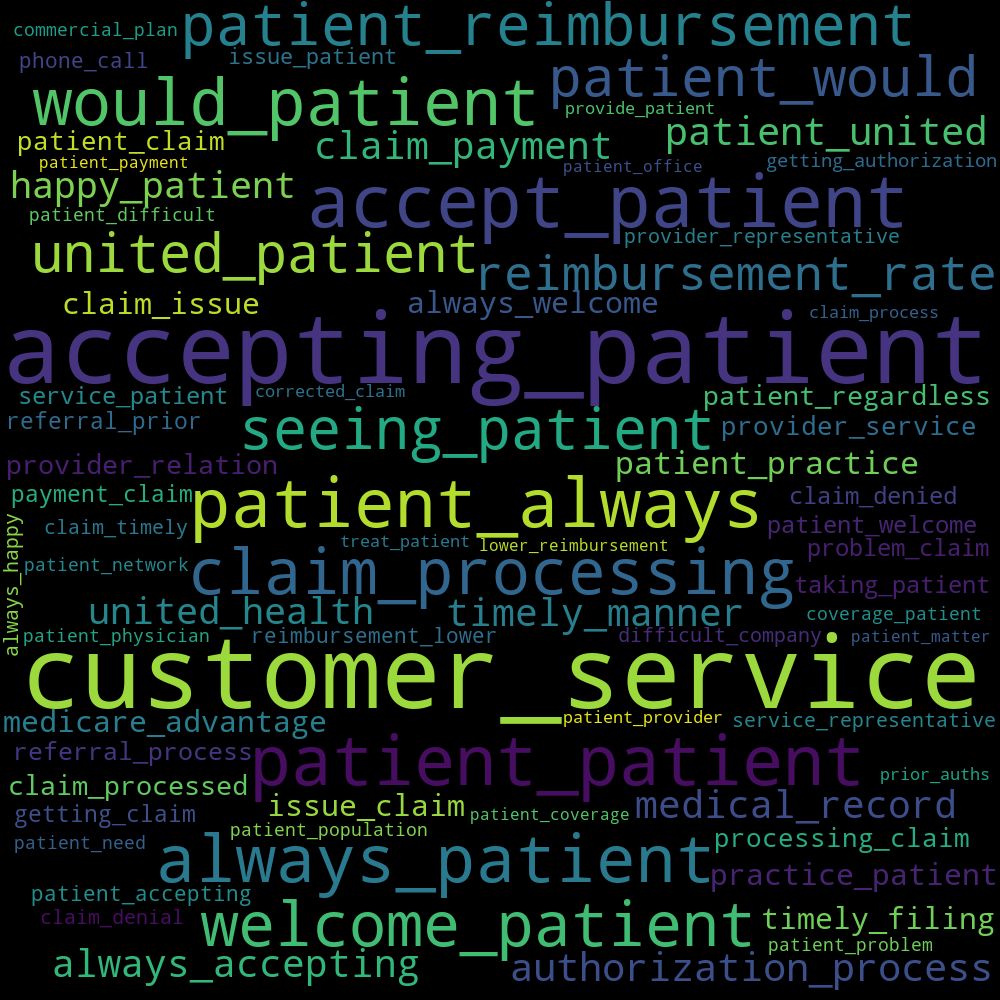 commercial_plan
patient_reimbursement
phone_call
issue_patient
would_patient
patient_would
provide_patient
patient_claim
claim_payment
patient_united
patient_payment
patient_office
getting_authorization
happy_patient
accept_patient
patient_difficult
united_patient
provider_representative
reimbursement_rate
claim_issue
always_welcome
claim_process
accepting_patient
service_patient
corrected_claim
patient_regardless
referral_prior
seeing_patient
provider_service
provider_relation
patient_practice
payment_claim
patient_always
claim_denied
claim_timely
patient_welcome
always_happy
treat_patient
lower_reimbursement
problem_claim
patient_network
claim_processing
taking_patient
united_health
timely_manner
coverage_patient
patient_physician
reimbursement_lower
difficult_company
patient_matter
customer_service
medicare_advantage
patient_provider
service_representative
referral_process
patient_patient
prior_auths
claim_processed
issue_claim
patient_coverage
medical_record
getting_claim
patient_population
processing_claim
patient_need
always_patient
practice_patient
patient_accepting
claim_denial
welcome_patient
timely_filing
patient_problem
always_accepting
authorization_process